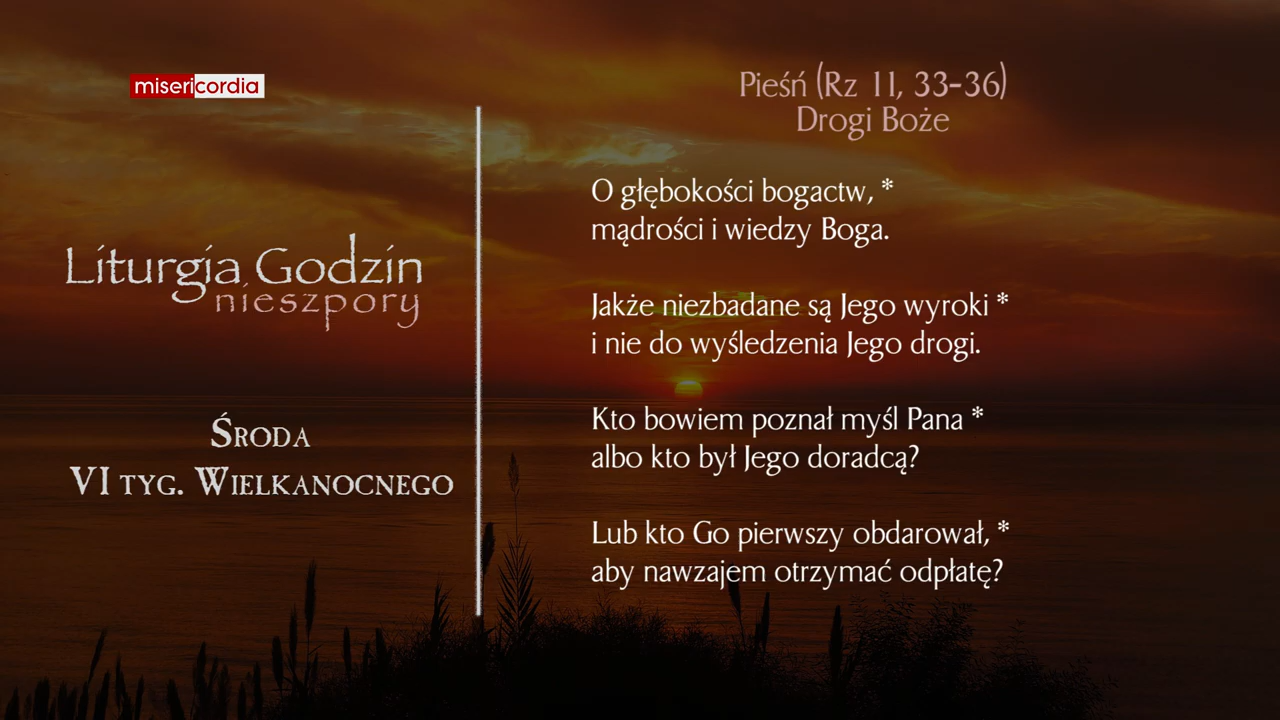 misericordia
Liturgia Godzin
nieszpory
Środa
VI tyg. Wielkanocnego
Pieśń (Rz 11, 33-36)
Drogi Boże
O głębokości bogactw, *
mądrości i wiedzy Boga.
Jakże niezbadane są Jego wyroki *
i nie do wyśledzenia Jego drogi.
Kto bowiem poznał myśl Pana *
albo kto był Jego doradcą?
Lub kto Go pierwszy obdarował, *
aby nawzajem otrzymać odpłatę?